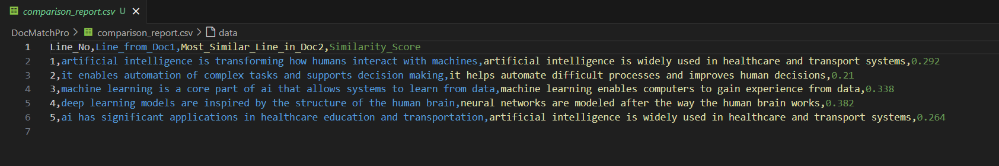 comparison_report.csv U
DocMatchPro > comparison_report.csv > data
1 Line_No,Line_from_Doc1,Most_Similar_Line_in_Doc2,Similarity_Score
2 1,artificial intelligence is transforming how humans interact with machines,artificial intelligence is widely used in healthcare and transport systems,0.292
3 2,it enables automation of complex tasks and supports decision making,it helps automate difficult processes and improves human decisions,0.21
4 3,machine learning is a core part of ai that allows systems to learn from data,machine learning enables computers to gain experience from data,0.338
5 4,deep learning models are inspired by the structure of the human brain,neural networks are modeled after the way the human brain works,0.382
6 5,ai has significant applications in healthcare education and transportation,artificial intelligence is widely used in healthcare and transport systems,0.264
7